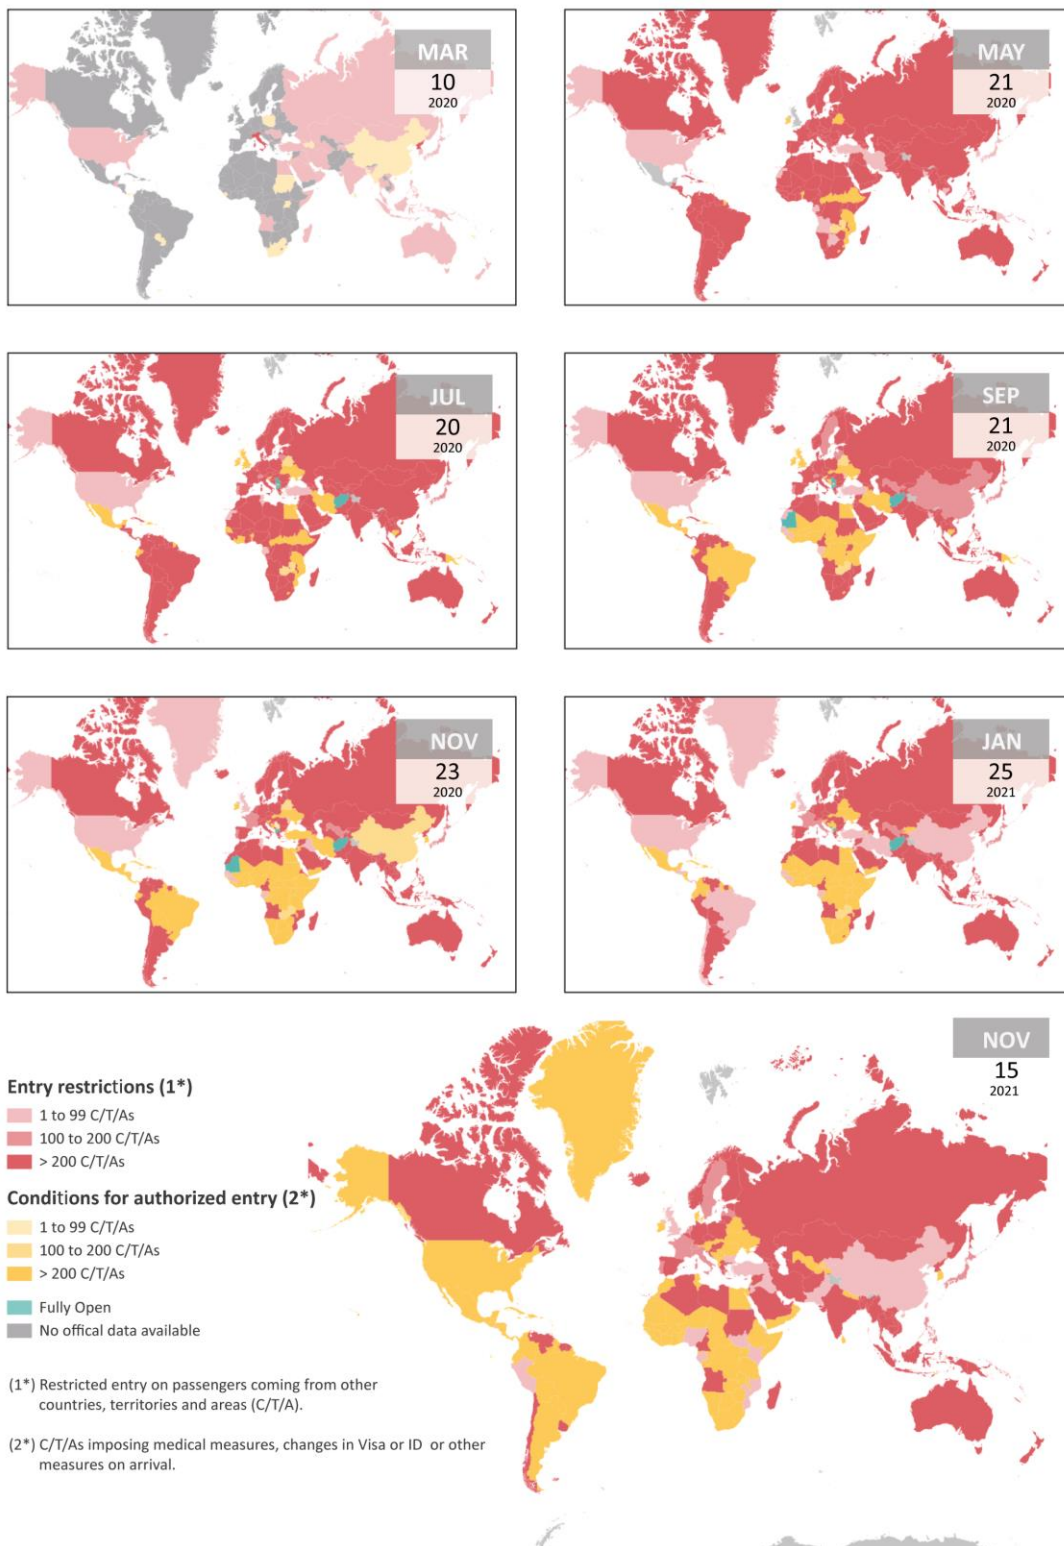 MAR
10
2020
MAY
21
2020
JUL
20
2020
SEP
21
2020
NOV
23
2020
JAN
25
2021
NOV
15
2021
Entry restrictions (1*)
1 to 99 C/T/As
100 to 200 C/T/As
> 200 C/T/As
Conditions for authorized entry (2*)
1 to 99 C/T/As
100 to 200 C/T/As
> 200 C/T/As
Fully Open
No offical data available
(1*) Restricted entry on passengers coming from other
countries, territories and areas (C/T/A).
(2*) C/T/As imposing medical measures, changes in Visa or ID or other
measures on arrival.